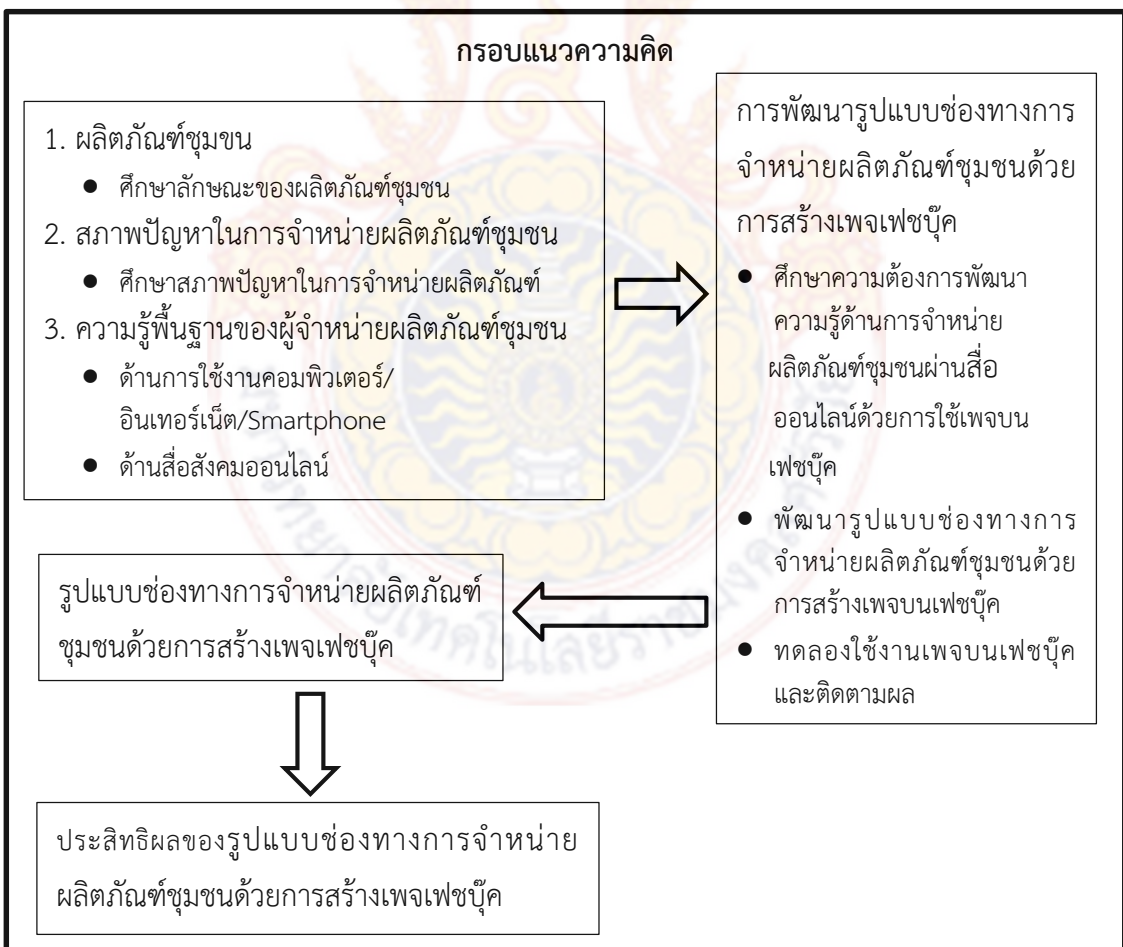 กรอบแนวความคิด
1. ผลิตภัณฑ์ชุมขน
● ศึกษาลักษณะของผลิตภัณฑ์ชุมชน
2. สภาพปัญหาในการจำหน่ายผลิตภัณฑ์ชุมชน
● ศึกษาสภาพปัญหาในการจำหน่ายผลิตภัณฑ์
3. ความรู้พื้นฐานของผู้จำหน่ายผลิตภัณฑ์ชุมชน
● ด้านการใช้งานคอมพิวเตอร์/
อินเทอร์เน็ต/Smartphone
● ด้านสื่อสังคมออนไลน์
การพัฒนารูปแบบช่องทางการ
จำหน่ายผลิตภัณฑ์ชุมชนด้วย
การสร้างเพจเฟซบุ๊ค
● ศึกษาความต้องการพัฒนา
ความรู้ด้านการจำหน่าย
ผลิตภัณฑ์ชุมชนผ่านสื่อ
ออนไลน์ด้วยการใช้เพจบน
เฟซบุ๊ค
● พัฒนารูปแบบช่องทางการ
จำหน่ายผลิตภัณฑ์ชุมชนด้วย
การสร้างเพจบนเฟซบุ๊ค
● ทดลองใช้งานเพจบนเฟซบุ๊ค
และติดตามผล
รูปแบบช่องทางการจำหน่ายผลิตภัณฑ์
ชุมชนด้วยการสร้างเพจเฟซบุ๊ค
ประสิทธิผลของรูปแบบช่องทางการจำหน่าย
ผลิตภัณฑ์ชุมชนด้วยการสร้างเพจเฟซบุ๊ค